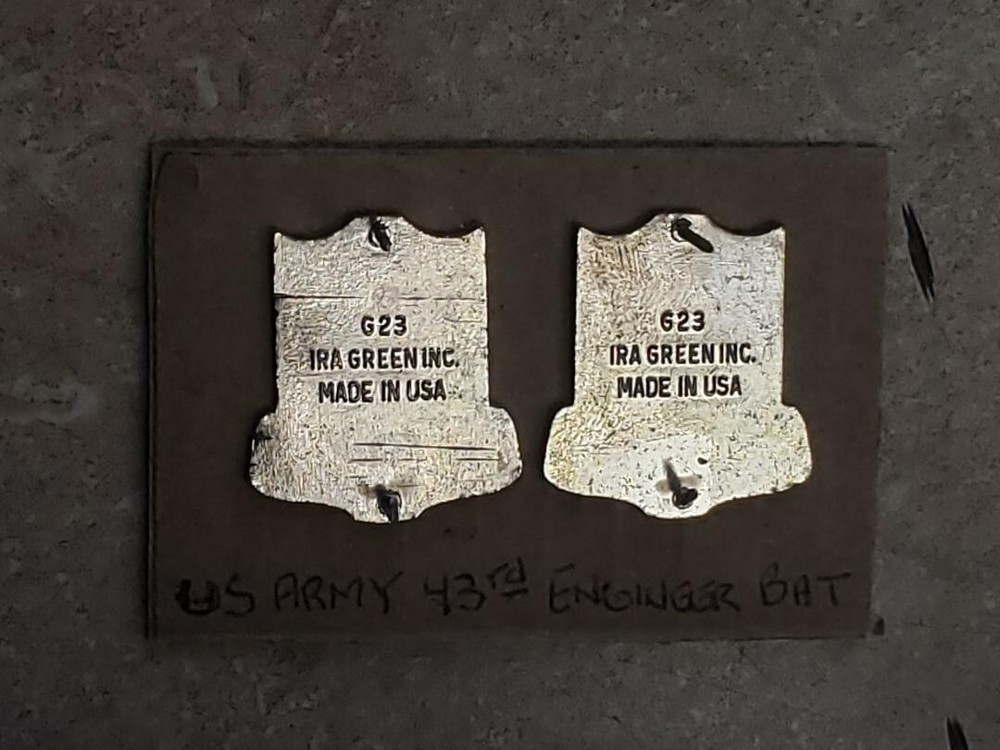 G23
IRA GREEN INC.
MADE IN USA
G23
IRA GREEN INC.
MADE IN USA
US ARMY 43rd ENGINEER BAT